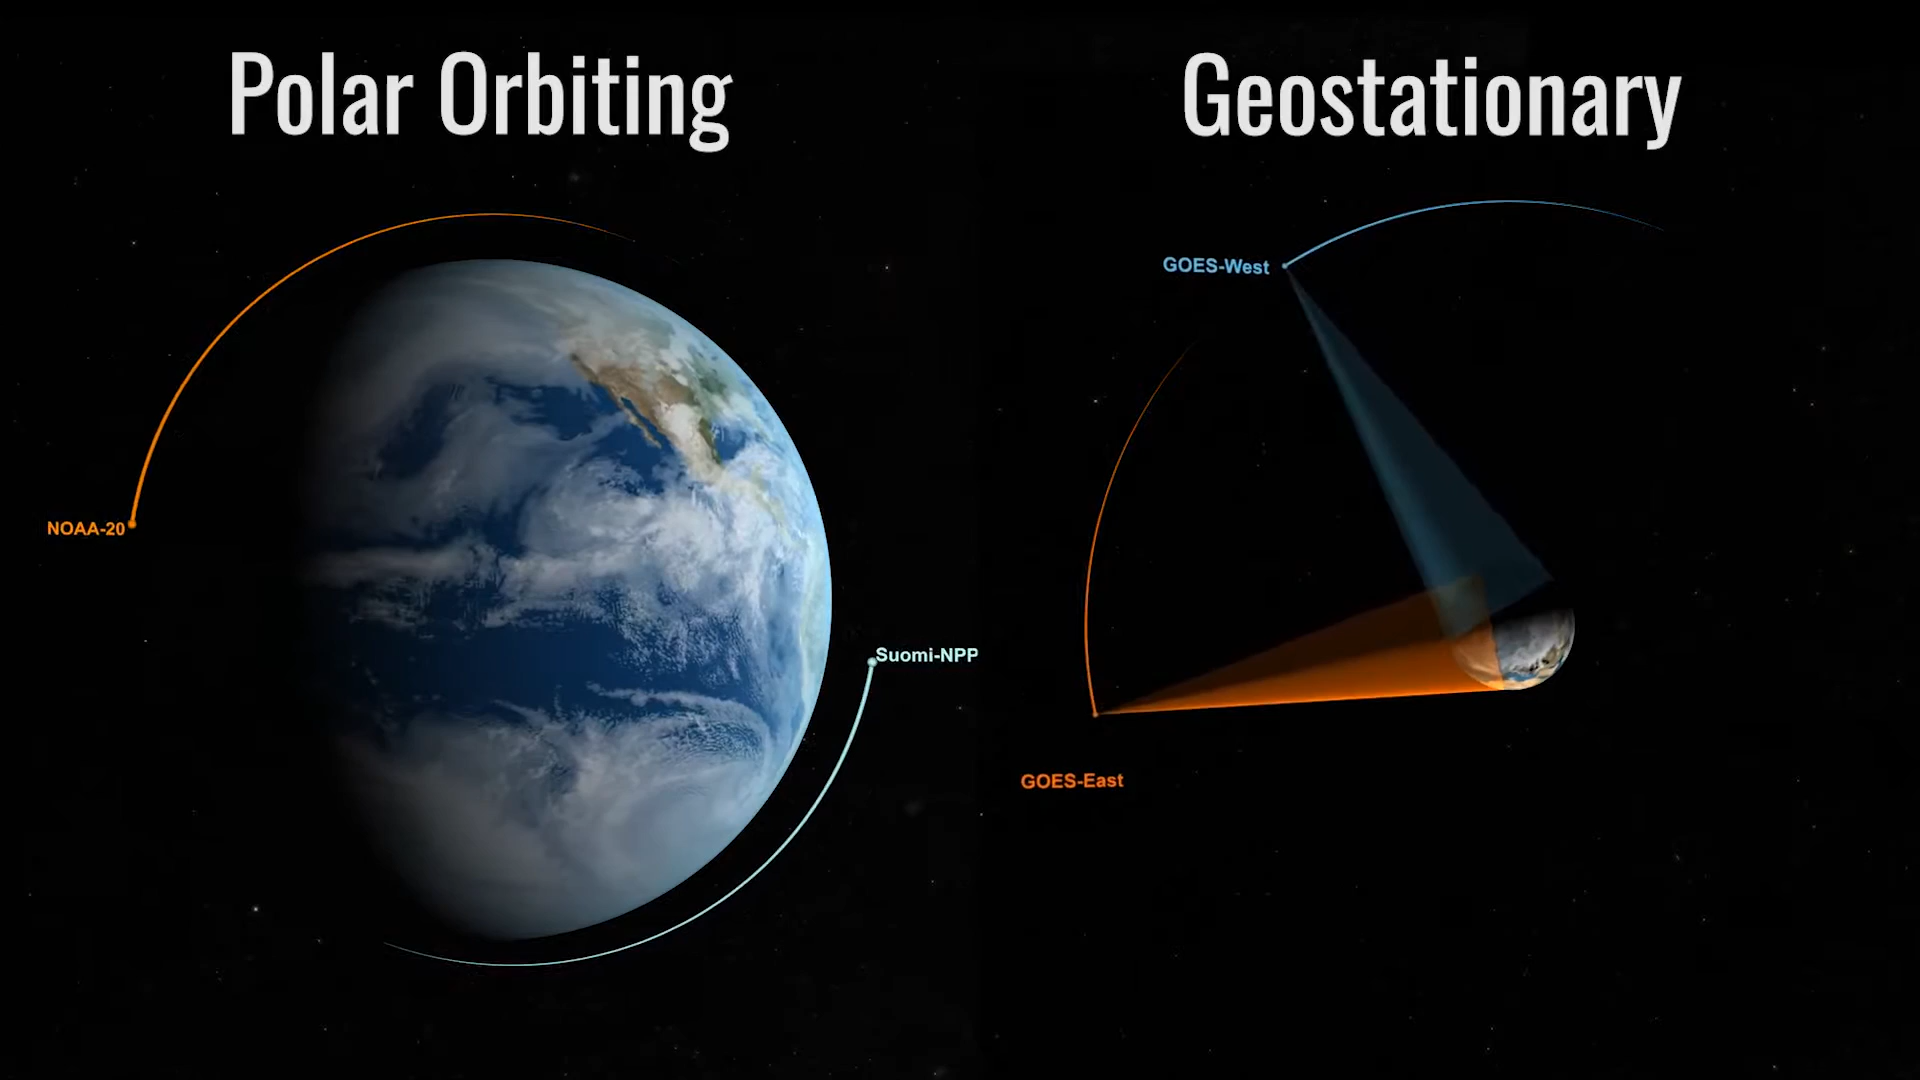 Polar Orbiting
Geostationary
GOES-West
NOAA-20
Suomi-NPP
GOES-East